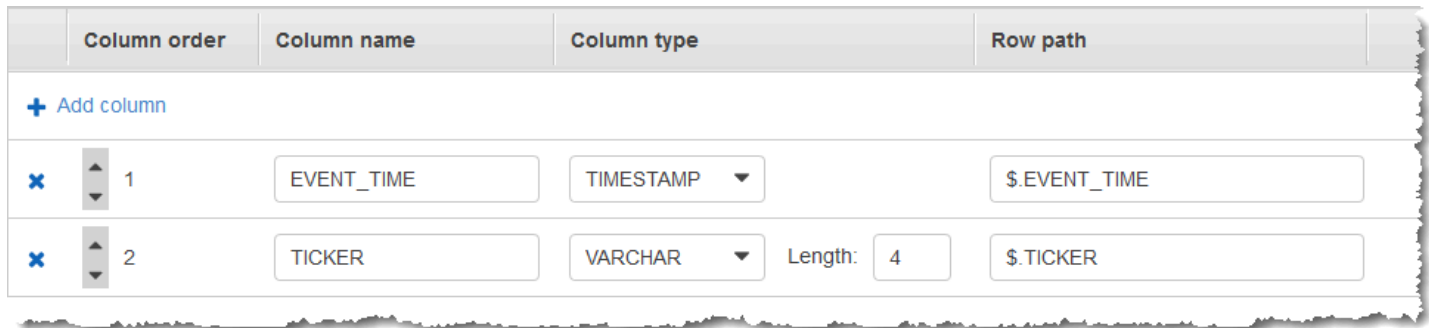 Column order Column name Column type Row path
Add column
1 EVENT_TIME TIMESTAMP $.EVENT_TIME
2 TICKER VARCHAR Length: 4 $.TICKER